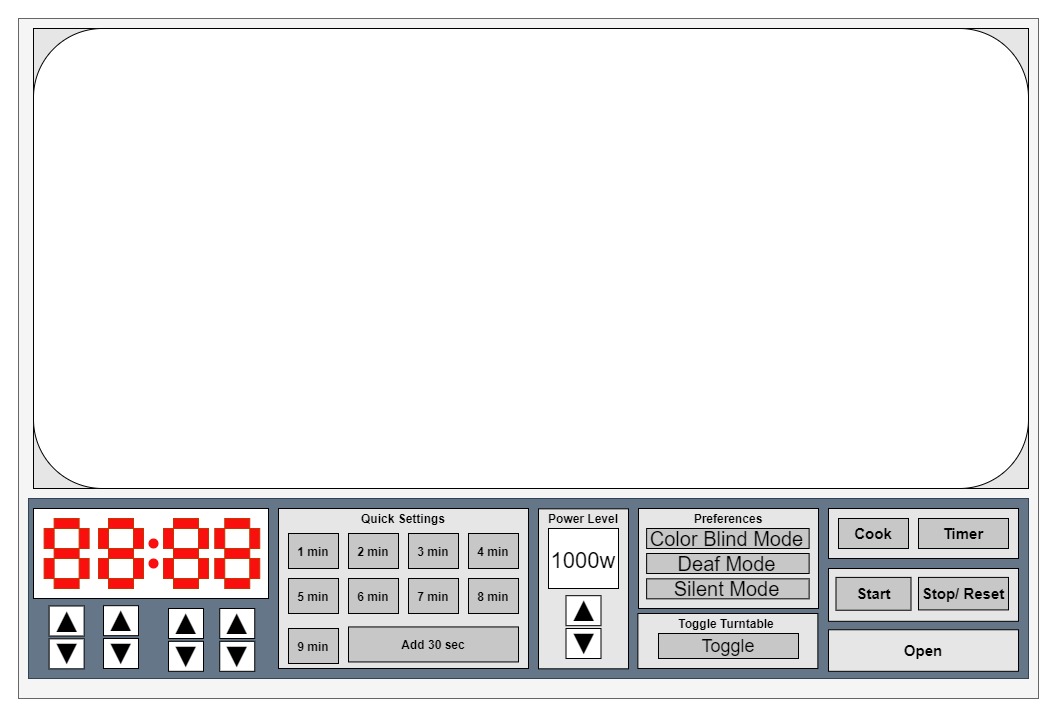 88:88
Quick Settings
1 min
2 min
3 min
4 min
5 min
6 min
7 min
8 min
9 min
Add 30 sec
Power Level
1000w
Preferences
Color Blind Mode
Deaf Mode
Silent Mode
Toggle Turntable
Toggle
Cook
Timer
Start
Stop/ Reset
Open